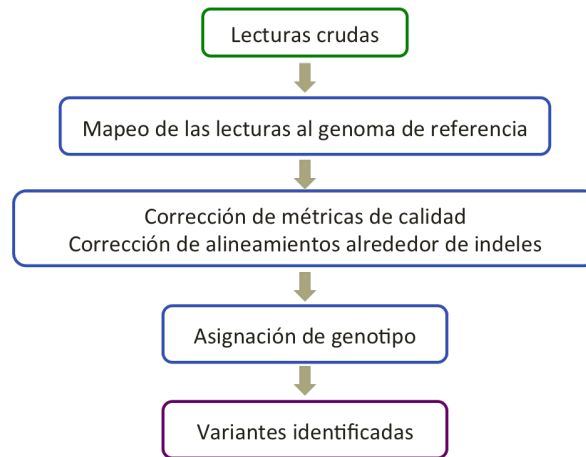 Lecturas crudas
Mapeo de las lecturas al genoma de referencia
Corrección de métricas de calidad
Corrección de alineamientos alrededor de indeles
Asignación de genotipo
Variantes identificadas